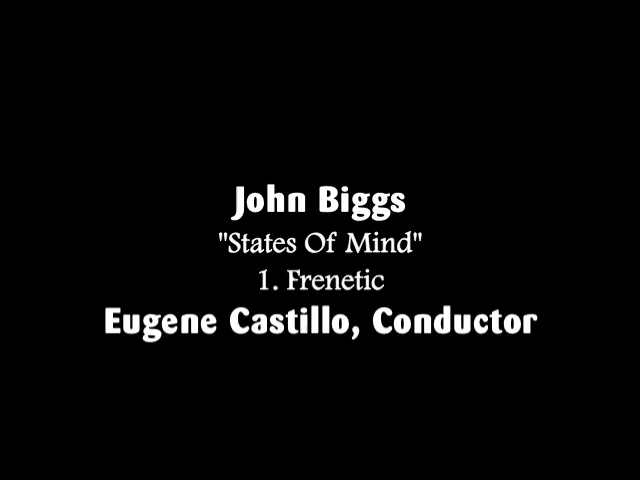 John Biggs
"States Of Mind"
1. Frenetic
Eugene Castillo, Conductor